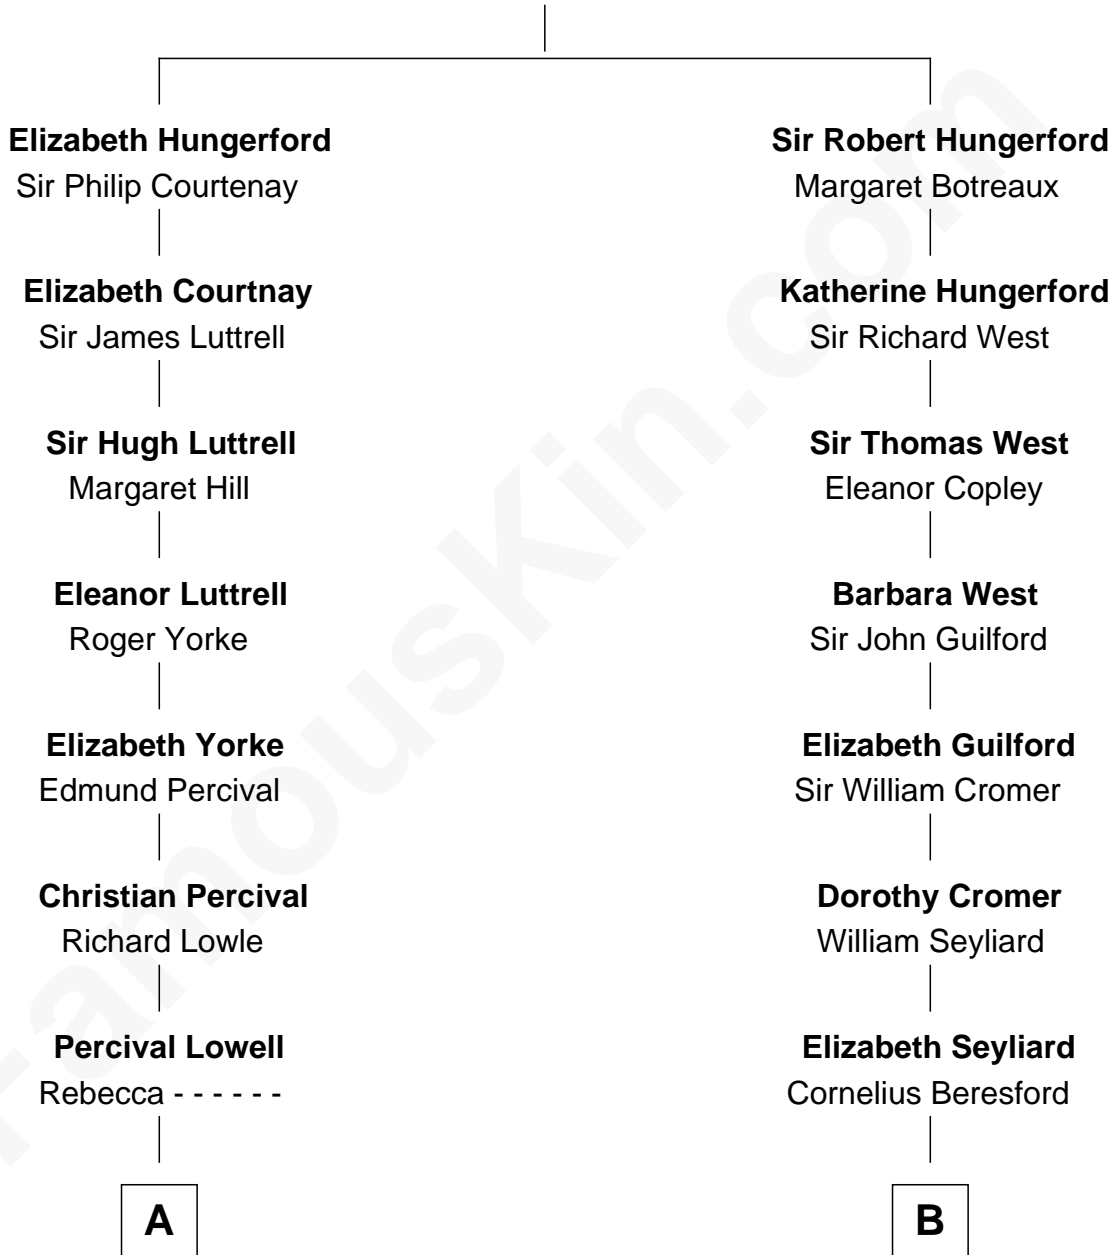 Elizabeth Hungerford
Sir Philip Courtenay
Elizabeth Courtnay
Sir James Luttrell
Sir Hugh Luttrell
Margaret Hill
Eleanor Luttrell
Roger Yorke
Elizabeth Yorke
Edmund Percival
Christian Percival
Richard Lowle
Percival Lowell
Rebecca - - - - - -
A
Sir Robert Hungerford
Margaret Botreaux
Katherine Hungerford
Sir Richard West
Sir Thomas West
Eleanor Copley
Barbara West
Sir John Guilford
Elizabeth Guilford
Sir William Cromer
Dorothy Cromer
William Seyliard
Elizabeth Seyliard
Cornelius Beresford
B
FamousKin.com